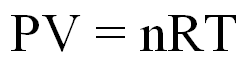 PV = nRT